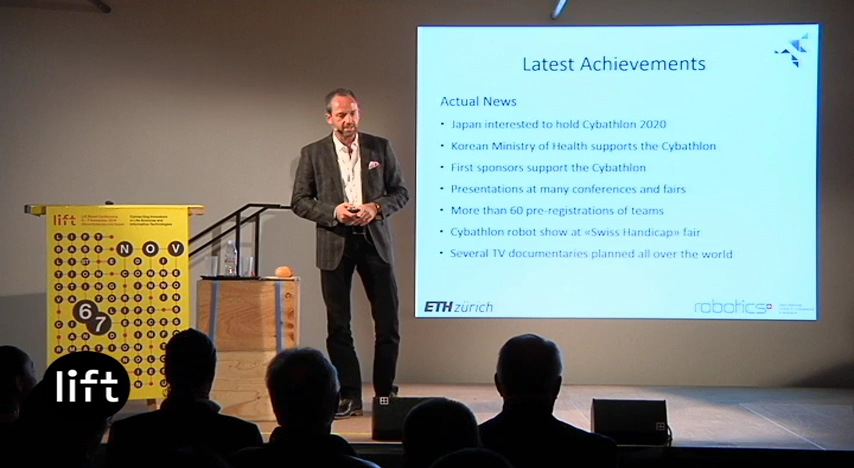 Latest Achievements
Actual News
• Japan interested to hold Cybathlon 2020
• Korean Ministry of Health supports the Cybathlon
• First sponsors support the Cybathlon
• Presentations at many conferences and fairs
• More than 60 pre-registrations of teams
• Cybathlon robot show at «Swiss Handicap» fair
• Several TV documentaries planned all over the world
ETH zürich
robotics+
lift
NOV
67
lift